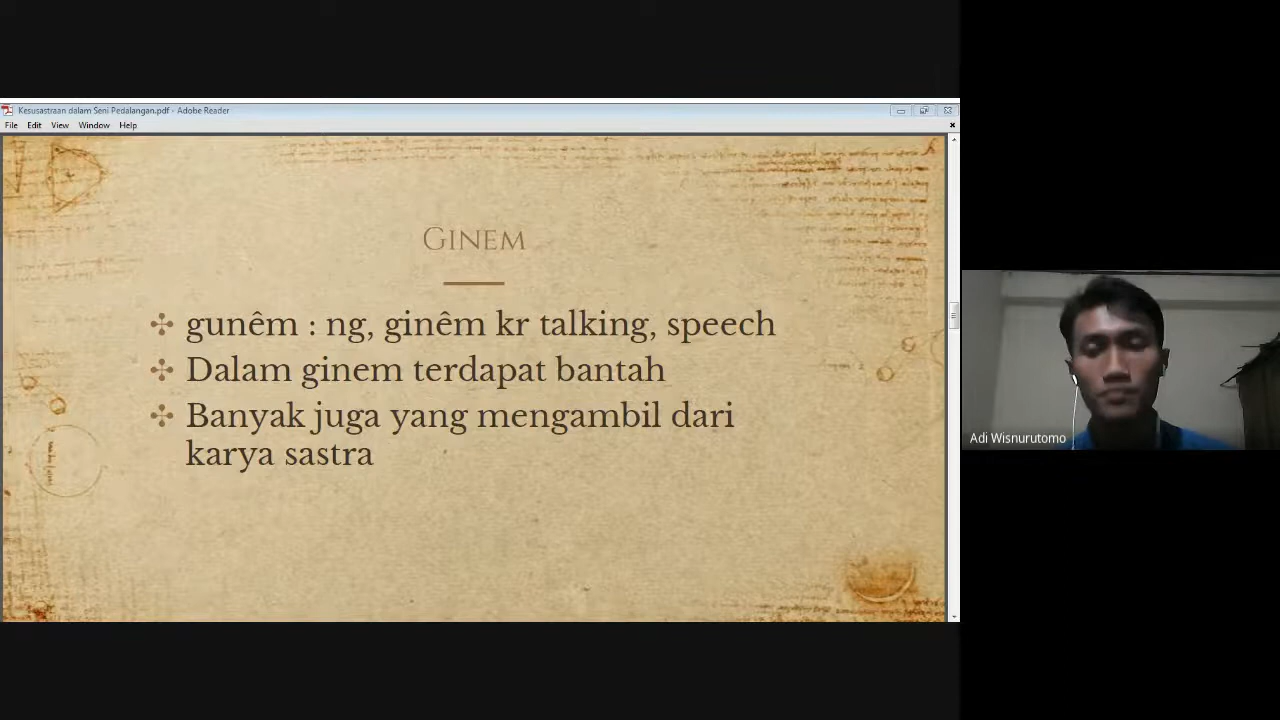 Kesusastraan dalam Seni Pedalangan.pdf - Adobe Reader
File Edit View Window Help
Ginem
gunêm : ng, ginêm kr talking, speech
Dalam ginem terdapat bantah
Banyak juga yang mengambil dari
karya sastra
Adi Wisnurutomo